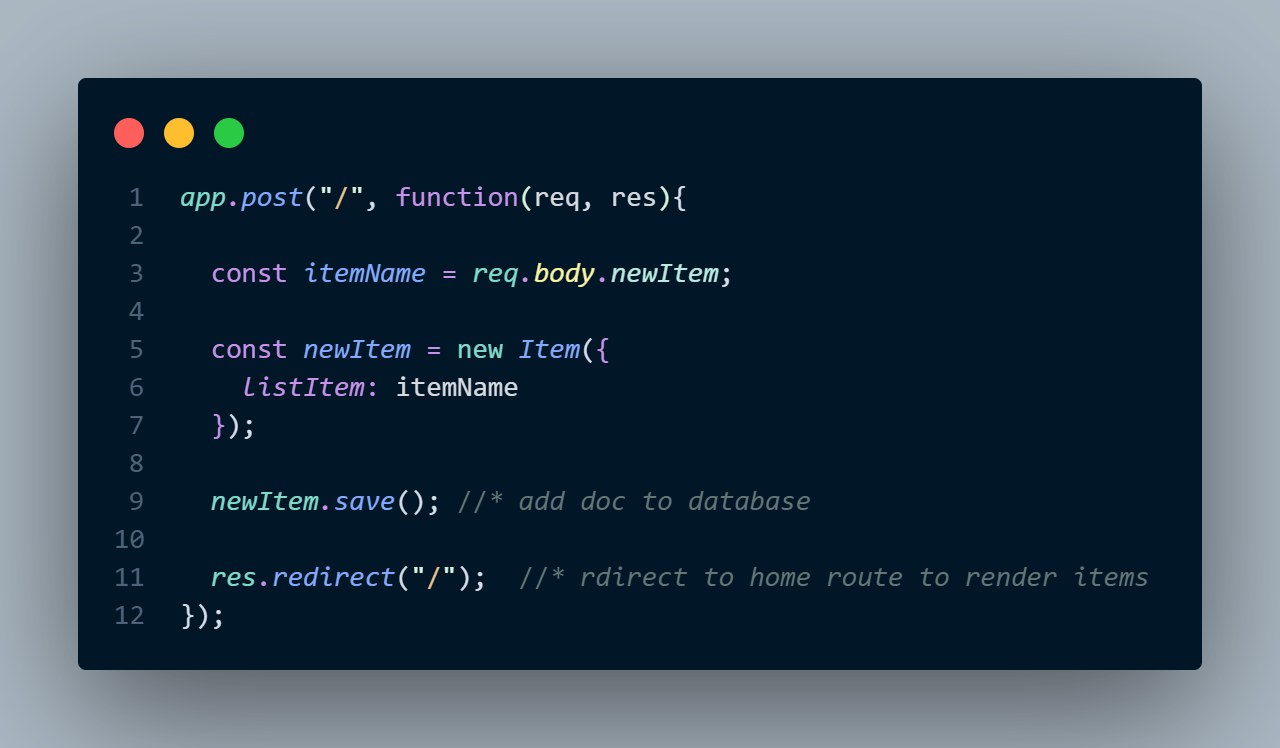 1 app.post("/", function(req, res){
2
3   const itemName = req.body.newItem;
4
5   const newItem = new Item({
6     listItem: itemName
7   });
8
9   newItem.save(); //* add doc to database
10
11   res.redirect("/");  //* rdirect to home route to render items
12 });